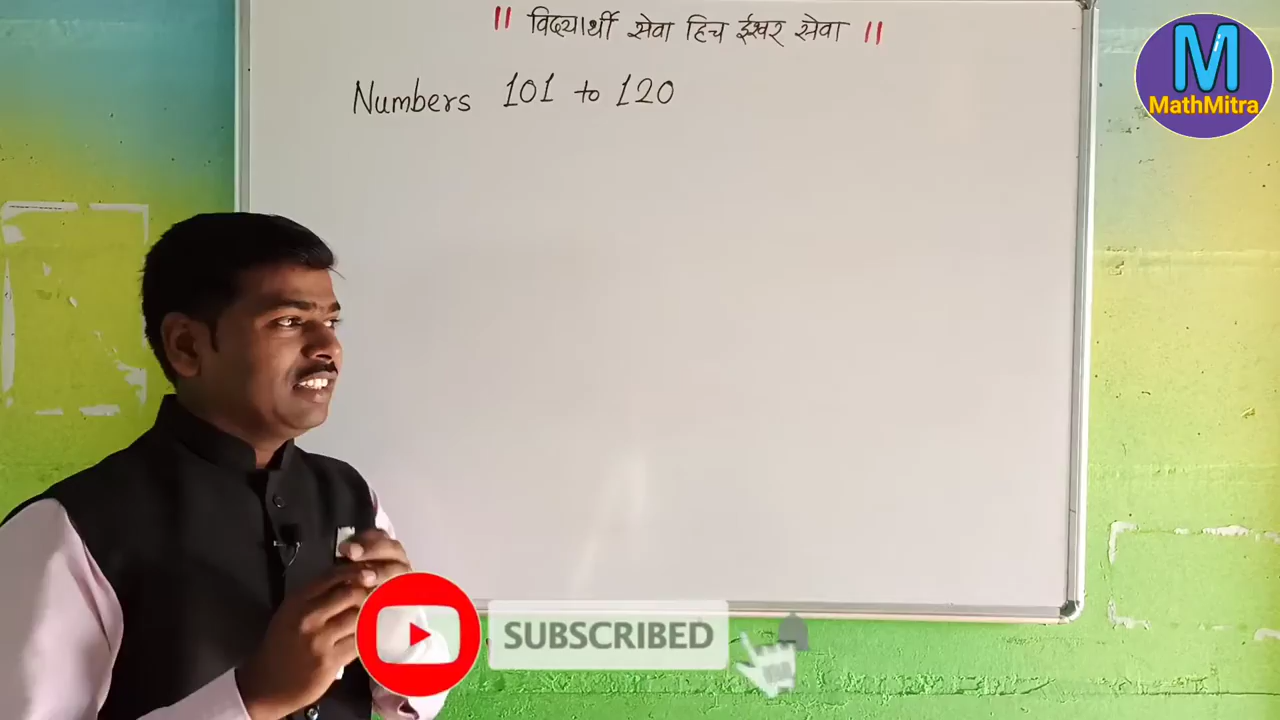 || विद्यार्थी सेवा हिच ईश्वर सेवा ||
Numbers 101 to 120
M
MathMitra
SUBSCRIBED